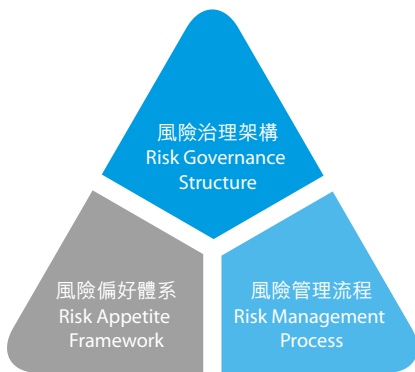 風險治理架構
Risk Governance
Structure
風險偏好體系
Risk Appetite
Framework
風險管理流程
Risk Management
Process